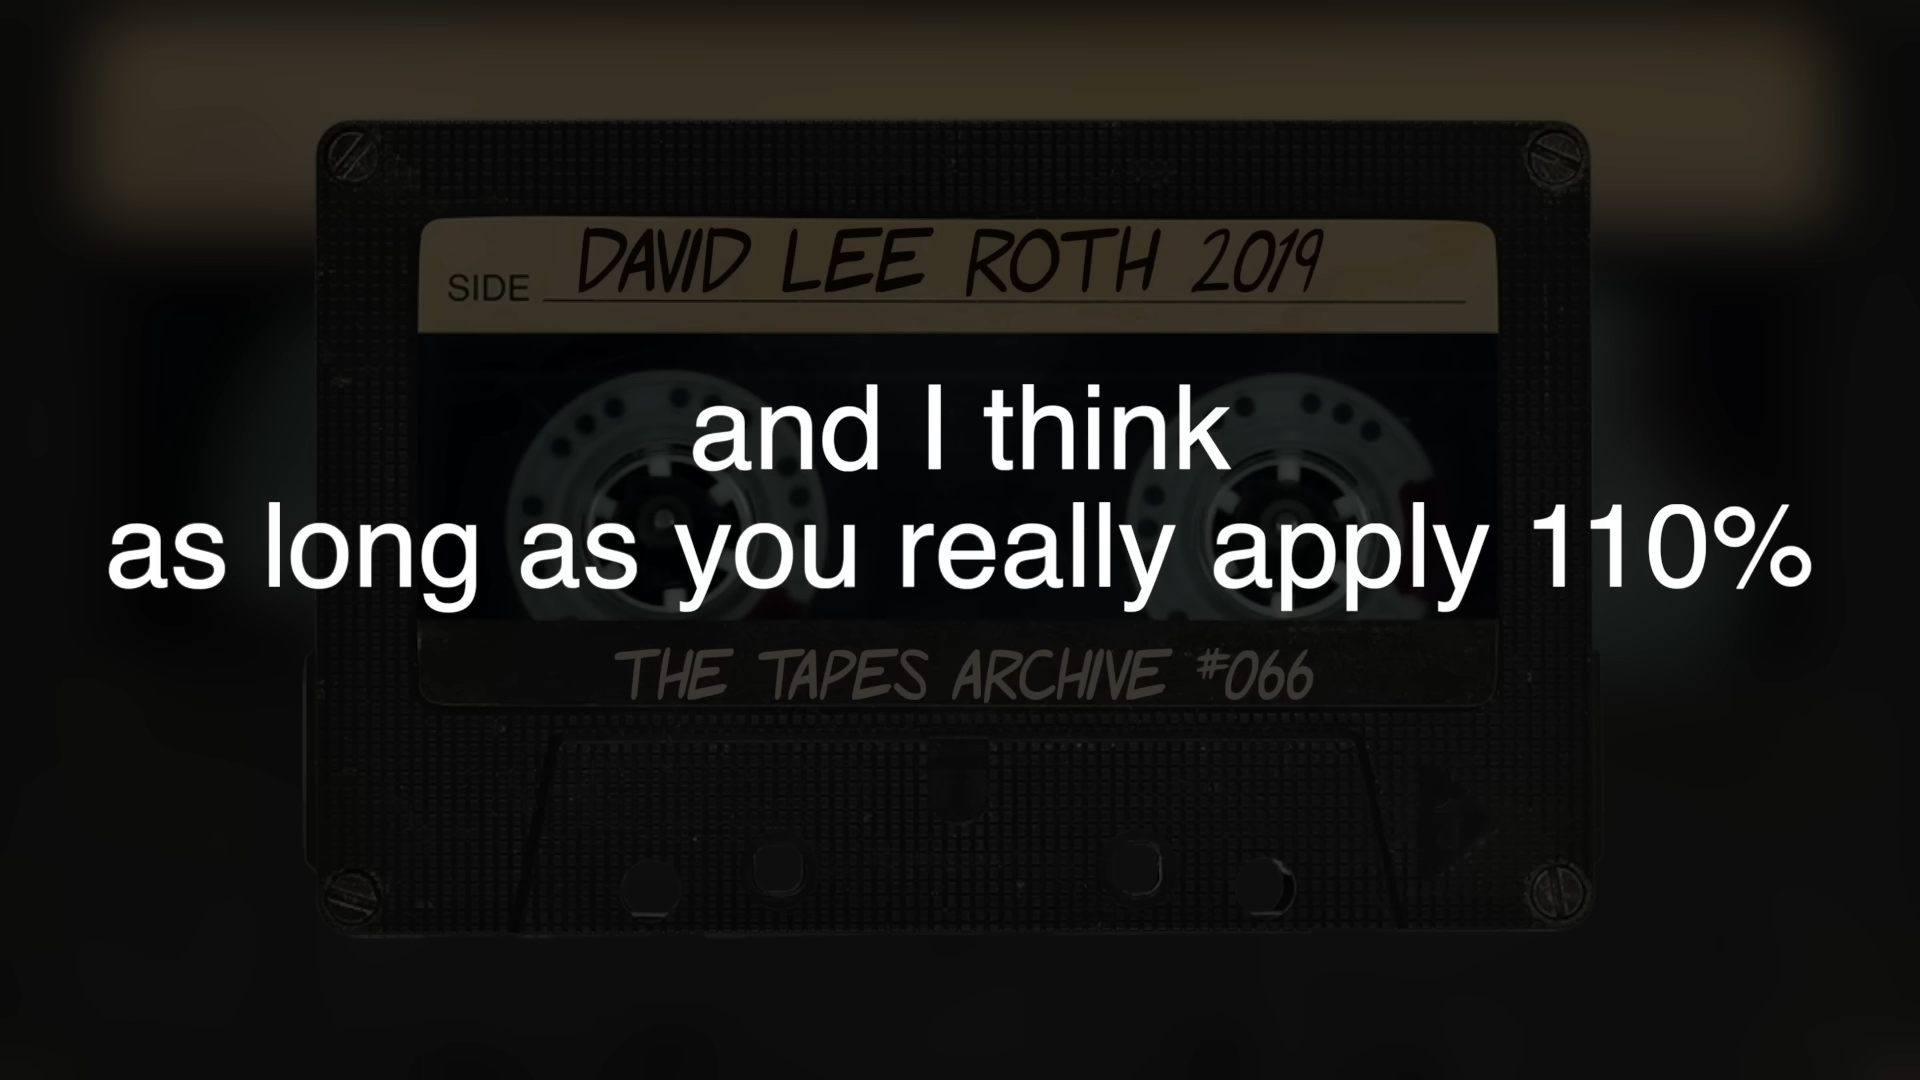 DAVID LEE ROTH 2019
SIDE
and I think
as long as you really apply 110%
THE TAPES ARCHIVE #066